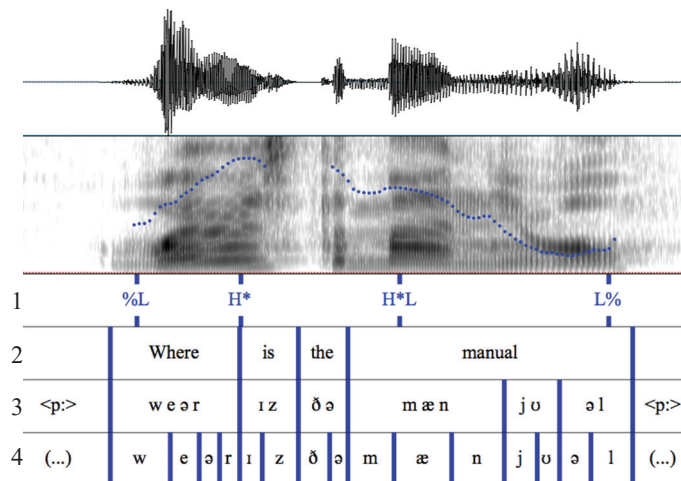 1 %L H* H*L L%
2 Where is the manual
3 <p:> w e ə r ɪ z ð ə m æ n j ʊ ə l <p:>
4 (...) w e ə r ɪ z ð ə m æ n j ʊ ə l (...)